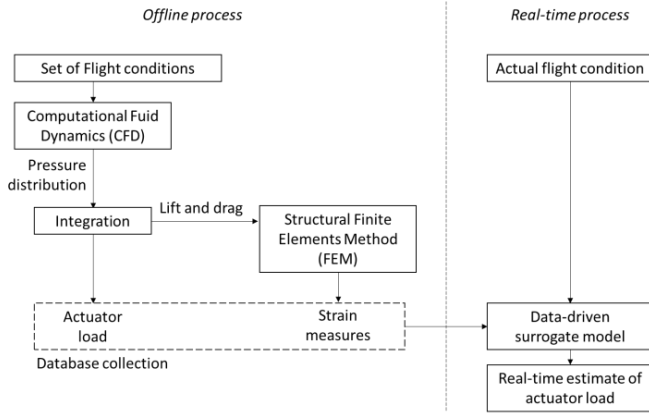 Offline process
Real-time process
Set of Flight conditions
Actual flight condition
Computational Fuid
Dynamics (CFD)
Pressure
distribution
Integration
Lift and drag
Structural Finite
Elements Method
(FEM)
Actuator
load
Strain
measures
Database collection
Data-driven
surrogate model
Real-time estimate of
actuator load